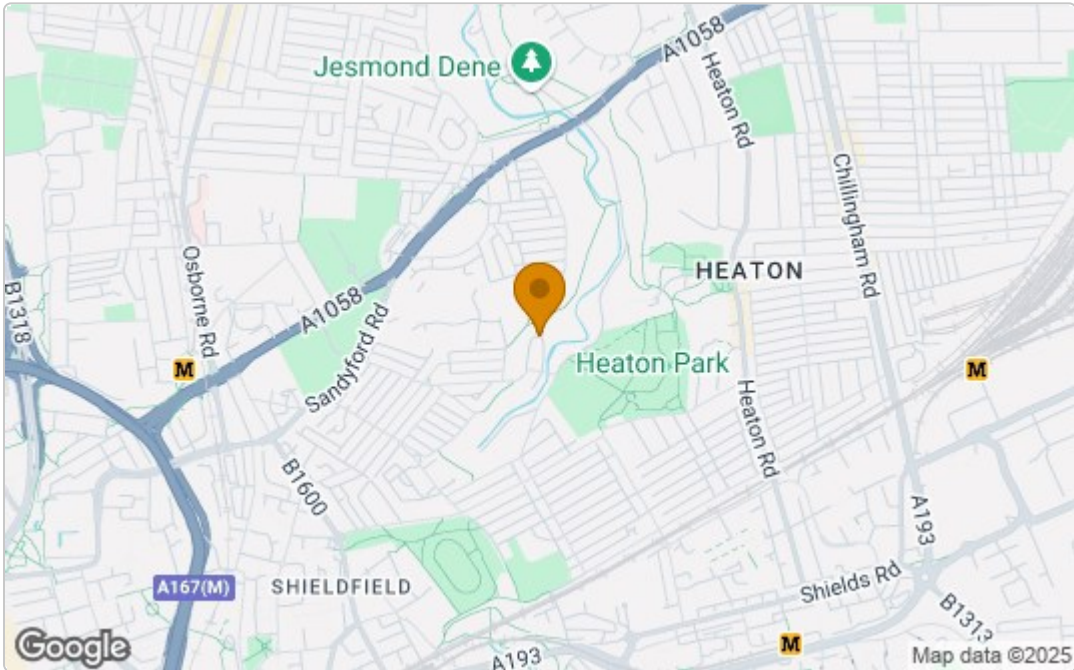 Jesmond Dene
A1058
Heaton Rd
Chillingham Rd
Osborne Rd
B1318
HEATON
A1058
M
Sandyford Rd
Heaton Park
M
Heaton Rd
B1600
A193
A167(M)
SHIELDFIELD
Shields Rd
B1313
M
A193
Google
Map data ©2025